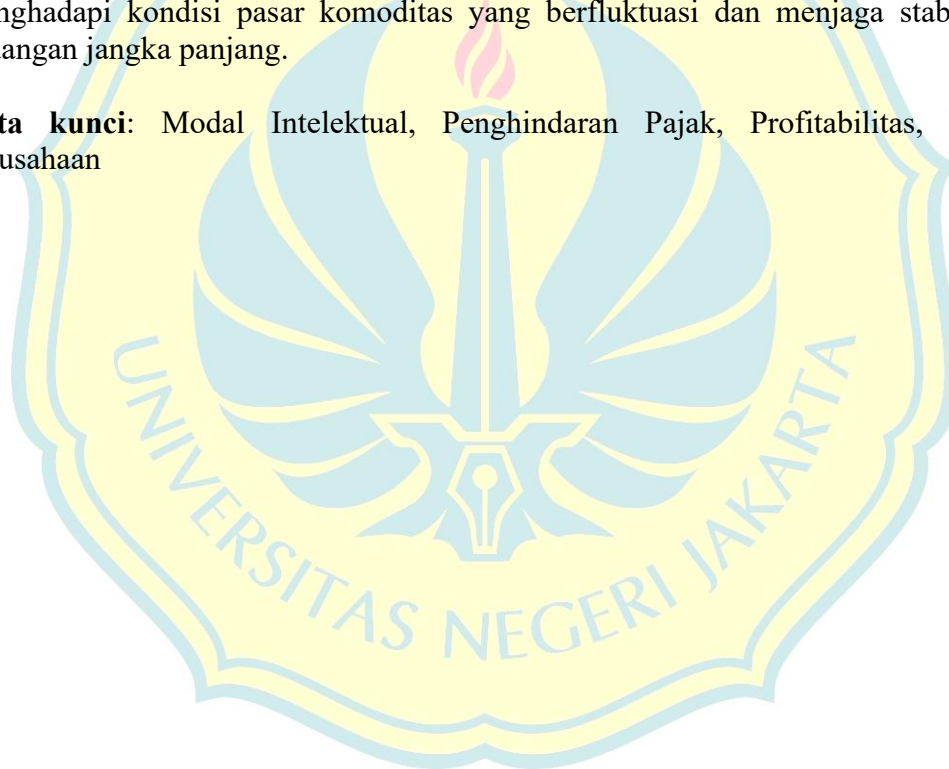 nghadapi kondisi pasar komoditas yang berfluktuasi dan menjaga stab
angan jangka panjang.
ta kunci: Modal Intelektual, Penghindaran Pajak, Profitabilitas,
usahaan
UNIVERSITAS NEGERI JAKARTA